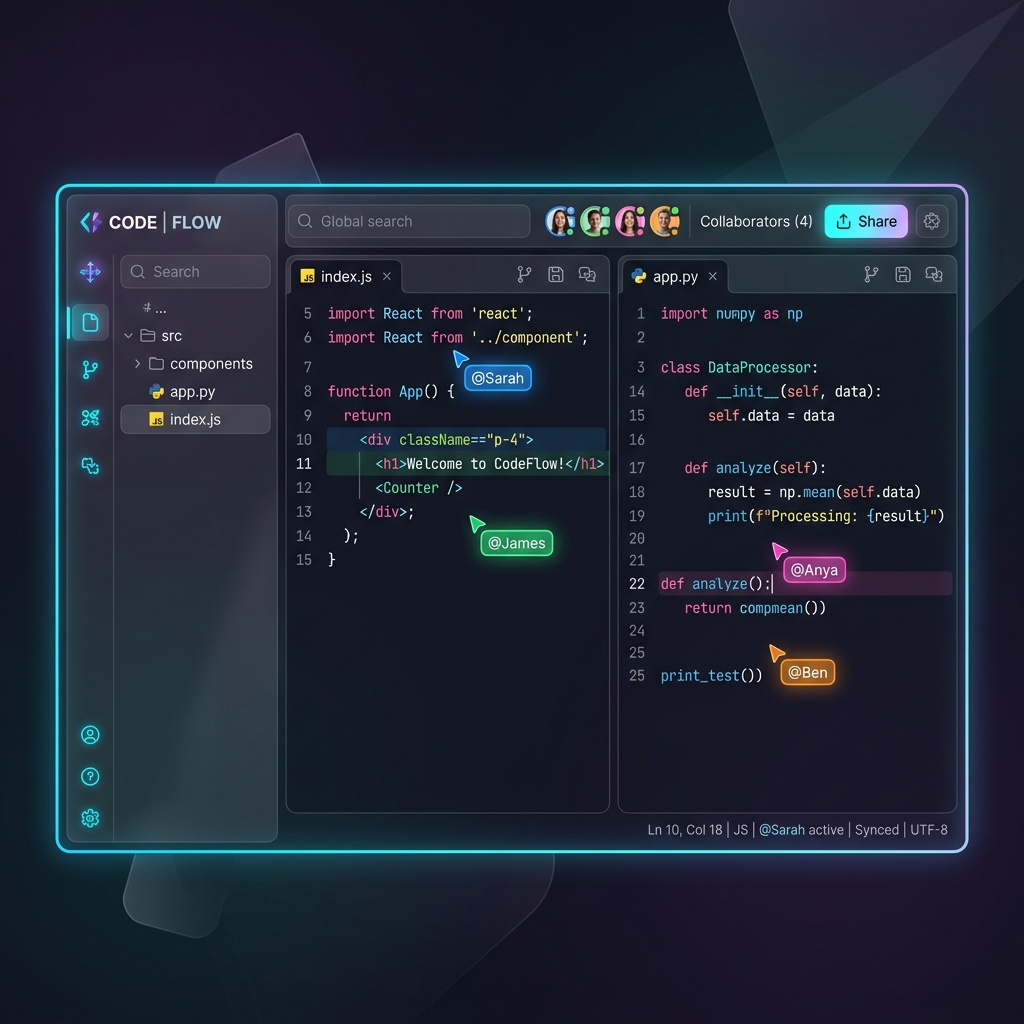 CODE | FLOW
Global search
Collaborators (4)
Share
Search
# ...
src
components
app.py
JS index.js
JS index.js ×
5 import React from 'react';
6 import React from '../component';
7
@Sarah
8 function App() {
9 return
10 <div className=="p-4">
11 <h1>Welcome to CodeFlow!</h1>
12 <Counter />
13 </div>;
@James
14 );
15 }
app.py ×
1 import numpy as np
2
3 class DataProcessor:
14 def __init__(self, data):
15 self.data = data
16
17 def analyze(self):
18 result = np.mean(self.data)
19 print(f"Processing: {result}")
20
21
@Anya
22 def analyze():
23 return compmean())
24
25
@Ben
25 print_test())
Ln 10, Col 18 | JS | @Sarah active | Synced | UTF-8